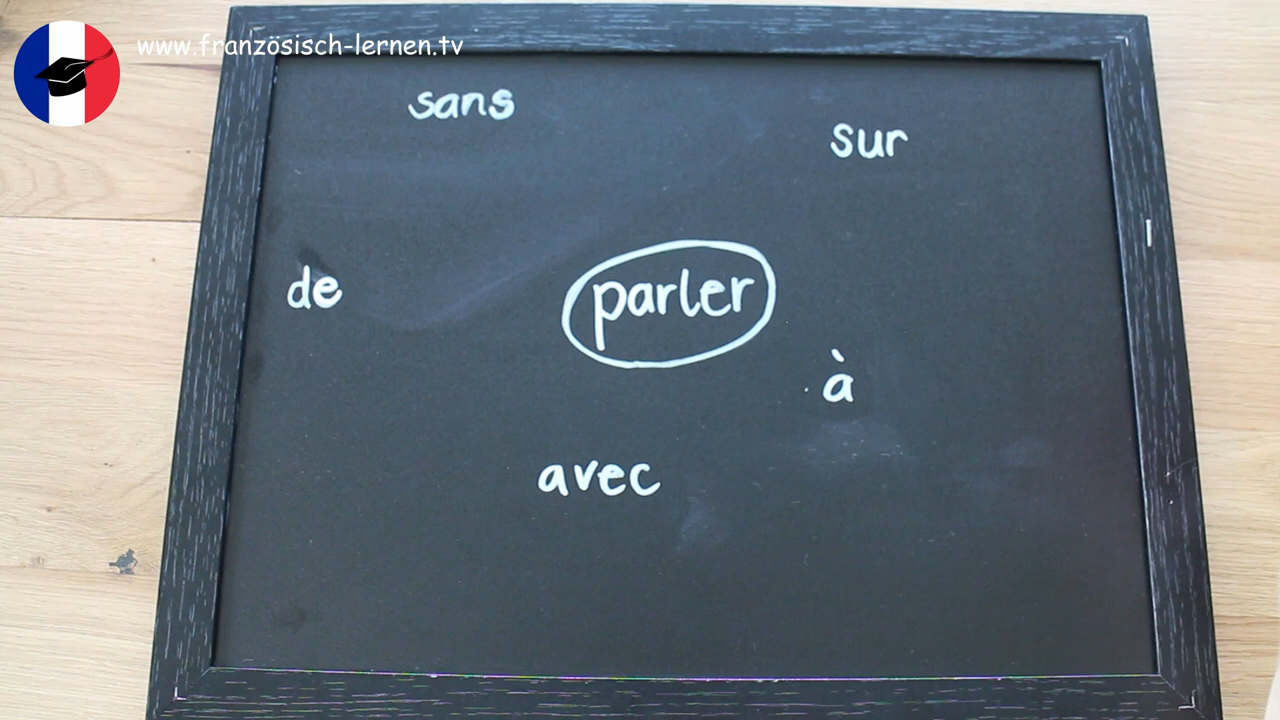 www.französisch-lernen.tv
sans
sur
de
parler
à
avec